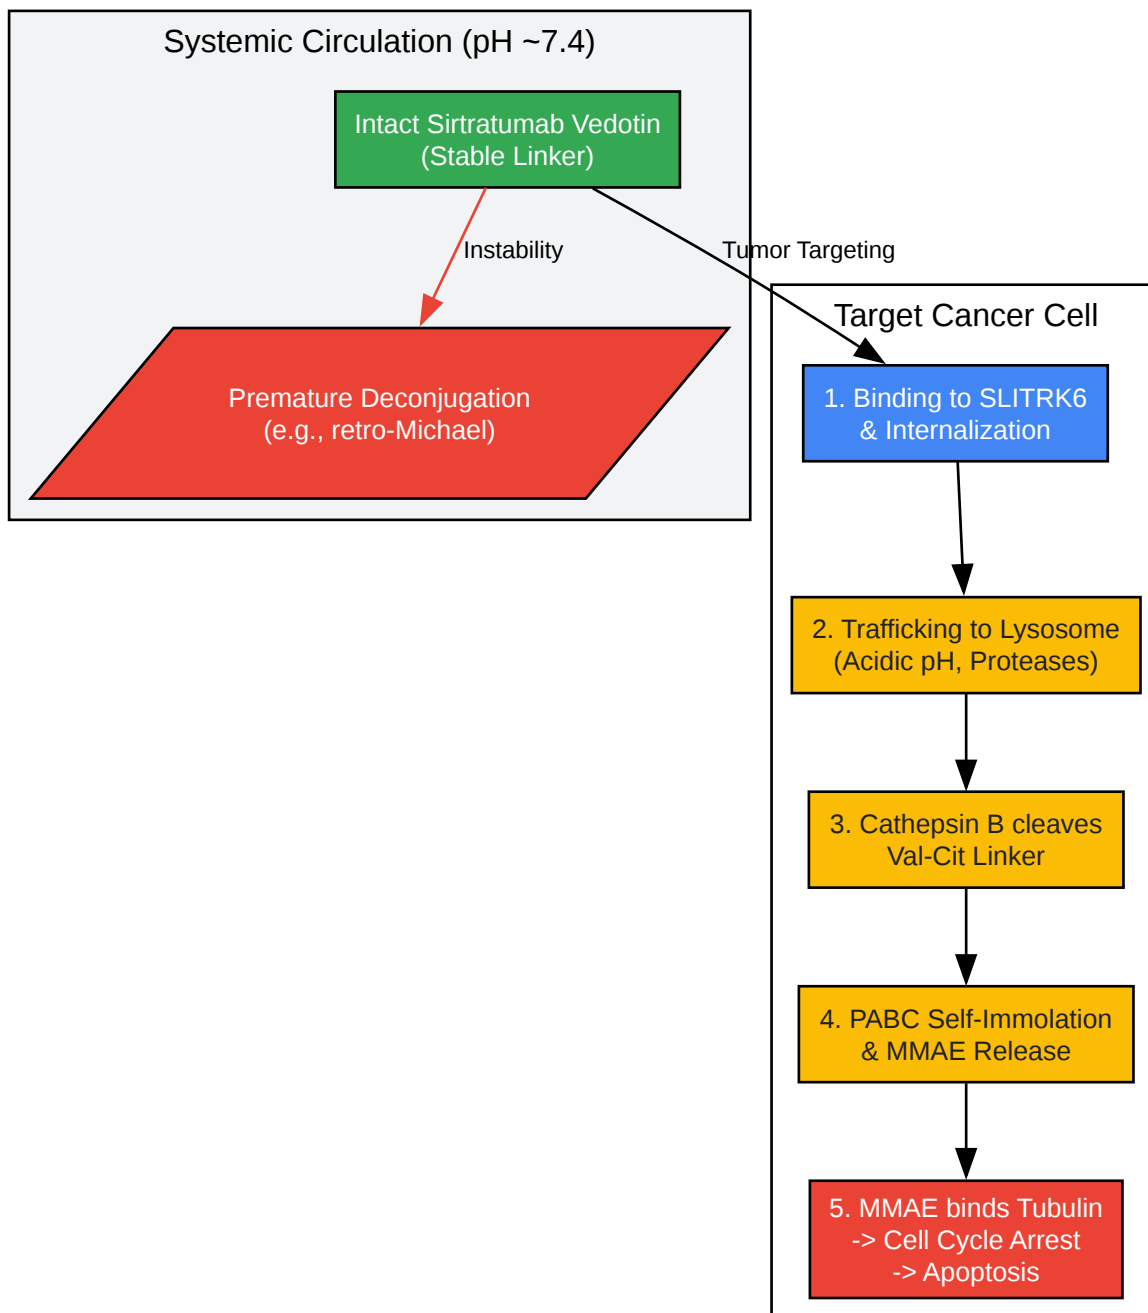 Systemic Circulation (pH ~7.4)
Intact Sirtratumab Vedotin
(Stable Linker)
Instability
Tumor Targeting
Premature Deconjugation
(e.g., retro-Michael)
Target Cancer Cell
1. Binding to SLITRK6
& Internalization
2. Trafficking to Lysosome
(Acidic pH, Proteases)
3. Cathepsin B cleaves
Val-Cit Linker
4. PABC Self-Immolation
& MMAE Release
5. MMAE binds Tubulin
-> Cell Cycle Arrest
-> Apoptosis